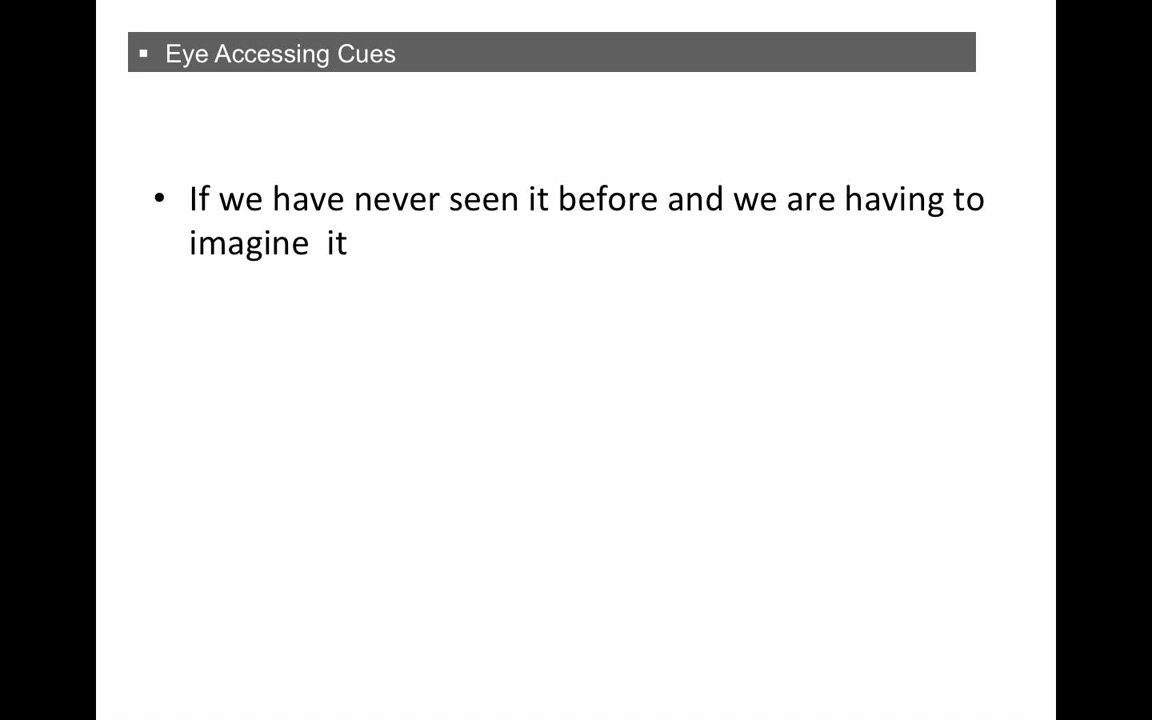 ▪ Eye Accessing Cues
• If we have never seen it before and we are having to
imagine  it